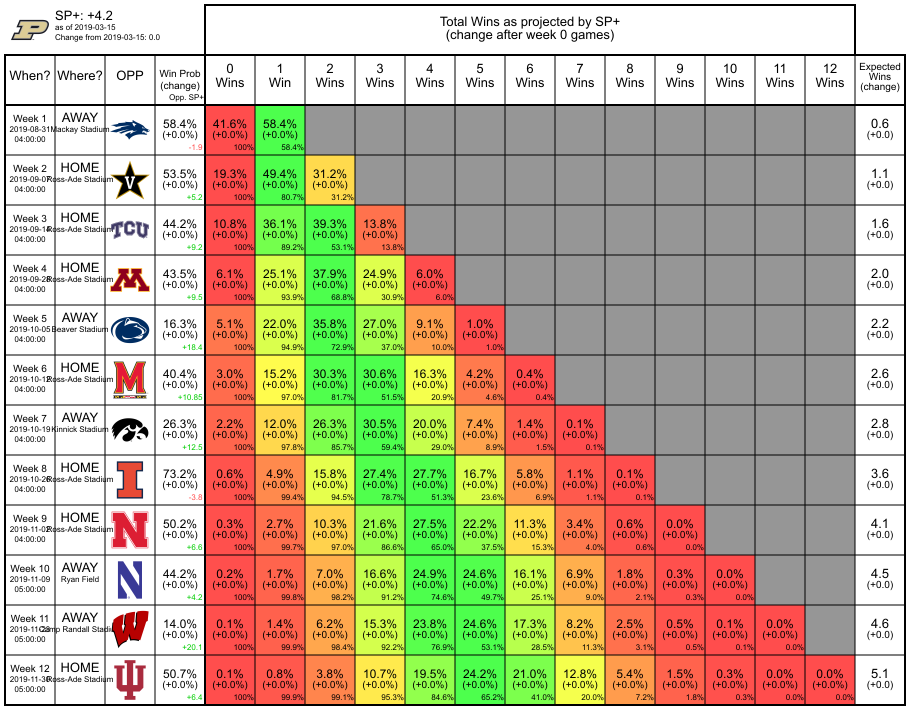 SP+: +4.2
as of 2019-03-15
Change from 2019-03-15: 0.0
Total Wins as projected by SP+
(change after week 0 games)
When? Where? OPP Win Prob (change) Opp. SP+ 0 Wins 1 Win 2 Wins 3 Wins 4 Wins 5 Wins 6 Wins 7 Wins 8 Wins 9 Wins 10 Wins 11 Wins 12 Wins Expected Wins (change)
Week 1 AWAY 58.4% 41.6% 58.4% 0.6
2019-08-31 Mackay Stadium (+0.0%) (+0.0%) (+0.0%) (+0.0)
04:00:00 -1.9 100% 58.4%
Week 2 HOME V 53.5% 19.3% 49.4% 31.2% 1.1
2019-09-07 Ross-Ade Stadium (+0.0%) (+0.0%) (+0.0%) (+0.0%) (+0.0)
04:00:00 +5.2 100% 80.7% 31.2%
Week 3 HOME TCU 44.2% 10.8% 36.1% 39.3% 13.8% 1.6
2019-09-14 Ross-Ade Stadium (+0.0%) (+0.0%) (+0.0%) (+0.0%) (+0.0%) (+0.0)
04:00:00 +9.2 100% 89.2% 53.1% 13.8%
Week 4 HOME M 43.5% 6.1% 25.1% 37.9% 24.9% 6.0% 2.0
2019-09-28 Ross-Ade Stadium (+0.0%) (+0.0%) (+0.0%) (+0.0%) (+0.0%) (+0.0%) (+0.0)
04:00:00 +9.5 100% 93.9% 68.8% 30.9% 6.0%
Week 5 AWAY 16.3% 5.1% 22.0% 35.8% 27.0% 9.1% 1.0% 2.2
2019-10-05 Beaver Stadium (+0.0%) (+0.0%) (+0.0%) (+0.0%) (+0.0%) (+0.0%) (+0.0%) (+0.0)
04:00:00 +18.4 100% 94.9% 72.9% 37.0% 10.0% 1.0%
Week 6 HOME M 40.4% 3.0% 15.2% 30.3% 30.6% 16.3% 4.2% 0.4% 2.6
2019-10-12 Ross-Ade Stadium (+0.0%) (+0.0%) (+0.0%) (+0.0%) (+0.0%) (+0.0%) (+0.0%) (+0.0%) (+0.0)
04:00:00 +10.85 100% 97.0% 81.7% 51.5% 20.9% 4.6% 0.4%
Week 7 AWAY 26.3% 2.2% 12.0% 26.3% 30.5% 20.0% 7.4% 1.4% 0.1% 2.8
2019-10-19 Kinnick Stadium (+0.0%) (+0.0%) (+0.0%) (+0.0%) (+0.0%) (+0.0%) (+0.0%) (+0.0%) (+0.0%) (+0.0)
04:00:00 +12.5 100% 97.8% 85.7% 59.4% 29.0% 8.9% 1.5% 0.1%
Week 8 HOME I 73.2% 0.6% 4.9% 15.8% 27.4% 27.7% 16.7% 5.8% 1.1% 0.1% 3.6
2019-10-26 Ross-Ade Stadium (+0.0%) (+0.0%) (+0.0%) (+0.0%) (+0.0%) (+0.0%) (+0.0%) (+0.0%) (+0.0%) (+0.0%) (+0.0)
04:00:00 -3.8 100% 99.4% 94.5% 78.7% 51.3% 23.6% 6.9% 1.1% 0.1%
Week 9 HOME N 50.2% 0.3% 2.7% 10.3% 21.6% 27.5% 22.2% 11.3% 3.4% 0.6% 0.0% 4.1
2019-11-02 Ross-Ade Stadium (+0.0%) (+0.0%) (+0.0%) (+0.0%) (+0.0%) (+0.0%) (+0.0%) (+0.0%) (+0.0%) (+0.0%) (+0.0%) (+0.0)
04:00:00 +6.6 100% 99.7% 97.0% 86.6% 65.0% 37.5% 15.3% 4.0% 0.6% 0.0%
Week 10 AWAY N 44.2% 0.2% 1.7% 7.0% 16.6% 24.9% 24.6% 16.1% 6.9% 1.8% 0.3% 0.0% 4.5
2019-11-09 Ryan Field (+0.0%) (+0.0%) (+0.0%) (+0.0%) (+0.0%) (+0.0%) (+0.0%) (+0.0%) (+0.0%) (+0.0%) (+0.0%) (+0.0%) (+0.0)
05:00:00 +4.2 100% 99.8% 98.2% 91.2% 74.6% 49.7% 25.1% 9.0% 2.1% 0.3% 0.0%
Week 11 AWAY W 14.0% 0.1% 1.4% 6.2% 15.3% 23.8% 24.6% 17.3% 8.2% 2.5% 0.5% 0.1% 0.0% 4.6
2019-11-23 Camp Randall Stadium (+0.0%) (+0.0%) (+0.0%) (+0.0%) (+0.0%) (+0.0%) (+0.0%) (+0.0%) (+0.0%) (+0.0%) (+0.0%) (+0.0%) (+0.0%) (+0.0)
05:00:00 +20.1 100% 99.9% 98.4% 92.2% 76.9% 53.1% 28.5% 11.3% 3.1% 0.5% 0.1% 0.0%
Week 12 HOME IU 50.7% 0.1% 0.8% 3.8% 10.7% 19.5% 24.2% 21.0% 12.8% 5.4% 1.5% 0.3% 0.0% 0.0% 5.1
2019-11-30 Ross-Ade Stadium (+0.0%) (+0.0%) (+0.0%) (+0.0%) (+0.0%) (+0.0%) (+0.0%) (+0.0%) (+0.0%) (+0.0%) (+0.0%) (+0.0%) (+0.0%) (+0.0%) (+0.0)
05:00:00 +6.4 100% 99.9% 99.1% 95.3% 84.6% 65.2% 41.0% 20.0% 7.2% 1.8% 0.3% 0.0% 0.0%